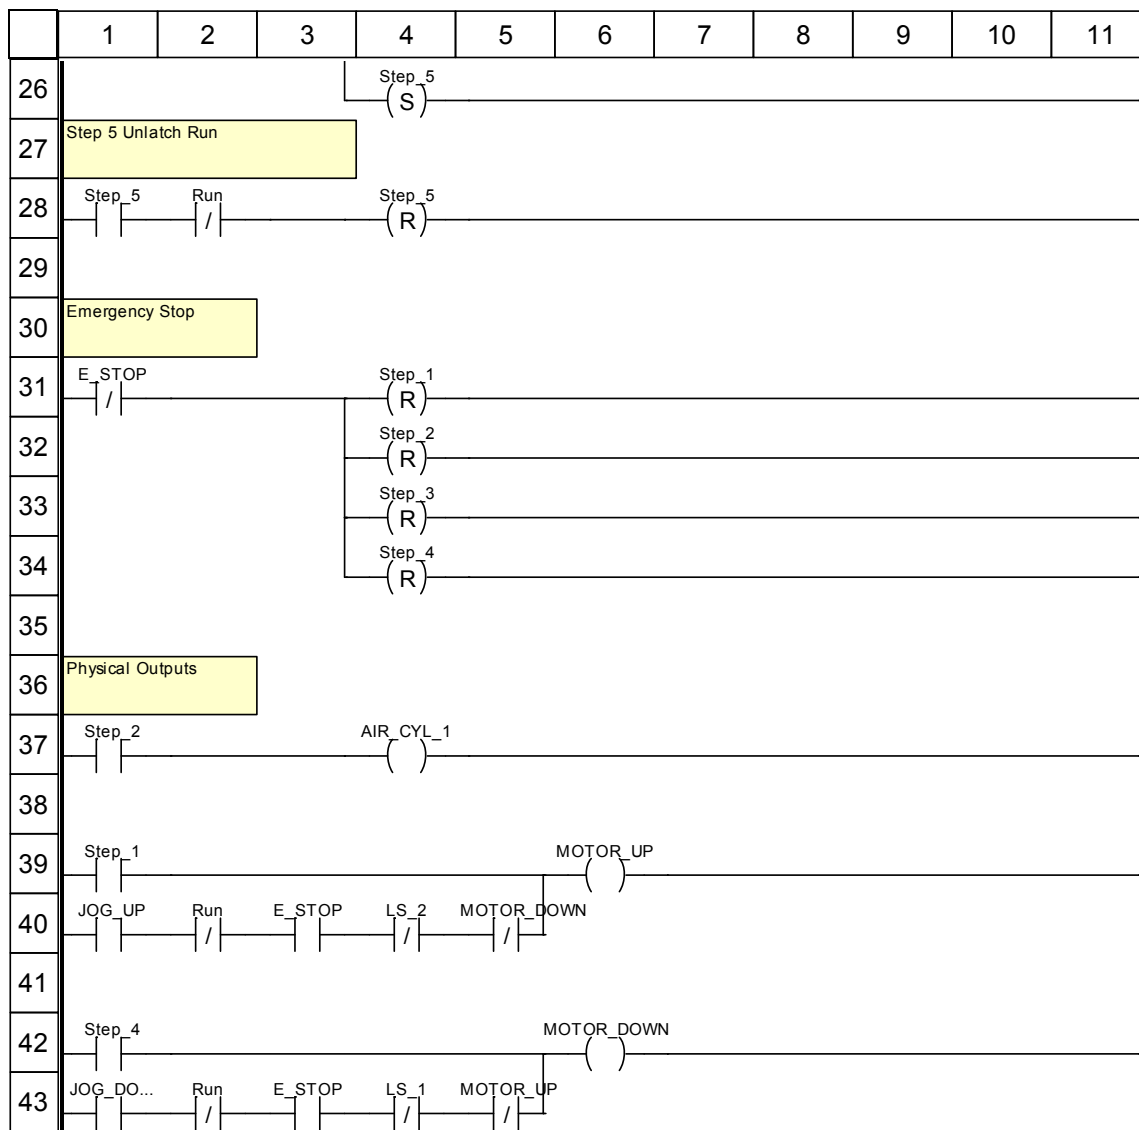 1 2 3 4 5 6 7 8 9 10 11
26
Step_5
S
27
Step 5 Unlatch Run
28
Step_5 Run Step_5
/ R
29
30
Emergency Stop
31
E_STOP Step_1
/ R
32
Step_2
R
33
Step_3
R
34
Step_4
R
35
36
Physical Outputs
37
Step_2 AIR_CYL_1
38
39
Step_1 MOTOR_UP
40
JOG_UP Run E_STOP LS_2 MOTOR_DOWN
/ / /
41
42
Step_4 MOTOR_DOWN
43
JOG_DO... Run E_STOP LS_1 MOTOR_UP
/ / /